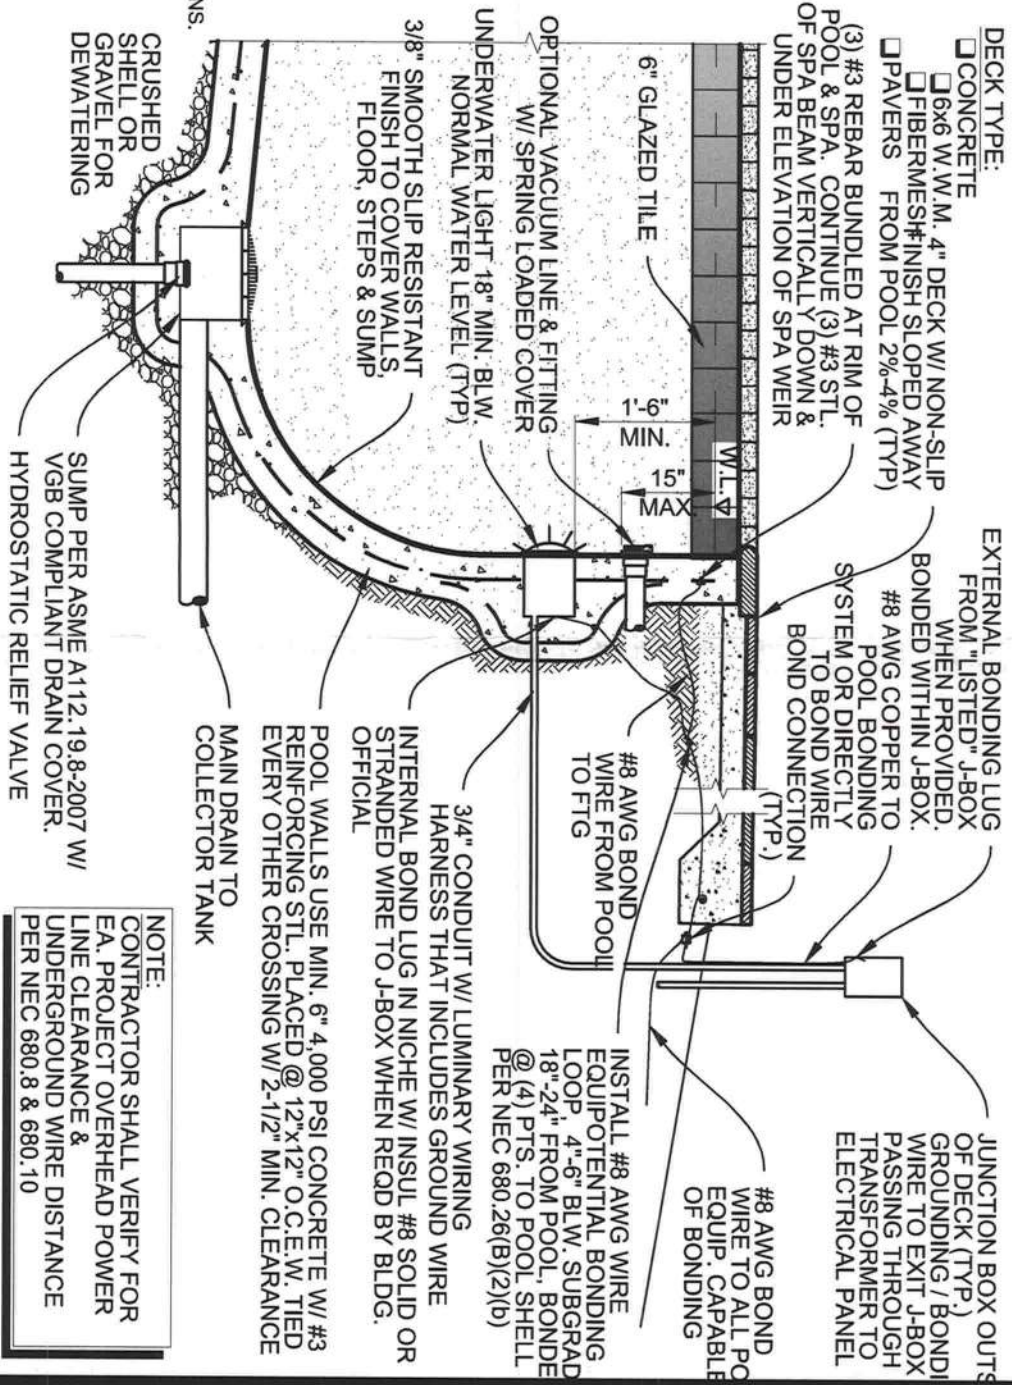 DECK TYPE:
☐ CONCRETE
☐ 6x6 W.W.M. 4" DECK W/ NON-SLIP
☐ FIBERMESH FINISH SLOPED AWAY
☐ PAVERS FROM POOL 2%-4% (TYP)
(3) #3 REBAR BUNDLED AT RIM OF
POOL & SPA. CONTINUE (3) #3 STL.
OF SPA BEAM VERTICALLY DOWN &
UNDER ELEVATION OF SPA WEIR
6" GLAZED TILE
OPTIONAL VACUUM LINE & FITTING
W/ SPRING LOADED COVER
UNDERWATER LIGHT 18" MIN. BLW.
NORMAL WATER LEVEL (TYP)
3/8" SMOOTH SLIP RESISTANT
FINISH TO COVER WALLS,
FLOOR, STEPS & SUMP
NS.
CRUSHED
SHELL OR
GRAVEL FOR
DEWATERING
1'-6"
MIN.
15"
MAX.
W.L.
EXTERNAL BONDING LUG
FROM "LISTED" J-BOX
WHEN PROVIDED.
BONDED WITHIN J-BOX.
#8 AWG COPPER TO
POOL BONDING
SYSTEM OR DIRECTLY
TO BOND WIRE
BOND CONNECTION
(TYP.)
JUNCTION BOX OUTS
OF DECK (TYP.)
GROUNDING / BONDI
WIRE TO EXIT J-BOX
PASSING THROUGH
TRANSFORMER TO
ELECTRICAL PANEL
#8 AWG BOND
WIRE TO ALL PO
EQUIP. CAPABLE
OF BONDING
#8 AWG BOND
WIRE FROM POOL
TO FTG
INSTALL #8 AWG WIRE
EQUIPOTENTIAL BONDING
LOOP, 4"-6" BLW. SUBGRAD
18"-24" FROM POOL, BONDE
@ (4) PTS. TO POOL SHELL
PER NEC 680.26(B)(2)(b)
3/4" CONDUIT W/ LUMINARY WIRING
HARNESS THAT INCLUDES GROUND WIRE
INTERNAL BOND LUG IN NICHE W/ INSUL #8 SOLID OR
STRANDED WIRE TO J-BOX WHEN REQD BY BLDG.
OFFICIAL
POOL WALLS USE MIN. 6" 4,000 PSI CONCRETE W/ #3
REINFORCING STL. PLACED @ 12"x12" O.C.E.W. TIED
EVERY OTHER CROSSING W/ 2-1/2" MIN. CLEARANCE
MAIN DRAIN TO
COLLECTOR TANK
SUMP PER ASME A112.19.8-2007 W/
VGB COMPLIANT DRAIN COVER.
HYDROSTATIC RELIEF VALVE
NOTE:
CONTRACTOR SHALL VERIFY FOR
EA. PROJECT OVERHEAD POWER
LINE CLEARANCE &
UNDERGROUND WIRE DISTANCE
PER NEC 680.8 & 680.10